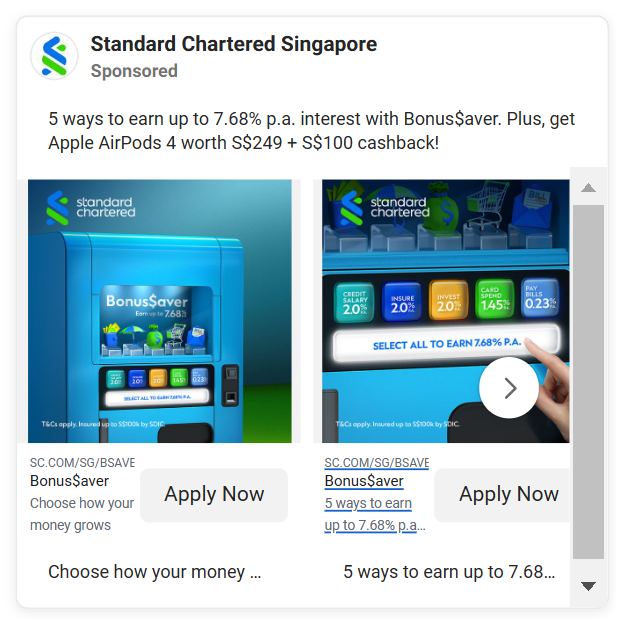 Standard Chartered Singapore
Sponsored
5 ways to earn up to 7.68% p.a. interest with Bonus$aver. Plus, get
Apple AirPods 4 worth S$249 + S$100 cashback!
standard
chartered
Bonus$aver
Earn up to 7.68%
SELECT ALL TO EARN 7.68% P.A.
T&Cs apply. Insured up to S$100k by SDIC.
standard
chartered
BILL
CREDIT
SALARY
2.0%
INSURE
2.0%
INVEST
2.0%
CARD
SPEND
1.45%
PAY
BILLS
0.23%
SELECT ALL TO EARN 7.68% P.A.
T&Cs apply. Insured up to S$100k by SDIC.
SC.COM/SG/BSAVE
Bonus$aver
Choose how your
money grows
Apply Now
SC.COM/SG/BSAVE
Bonus$aver
5 ways to earn
up to 7.68% p.a...
Apply Now
Choose how your money ...
5 ways to earn up to 7.68...